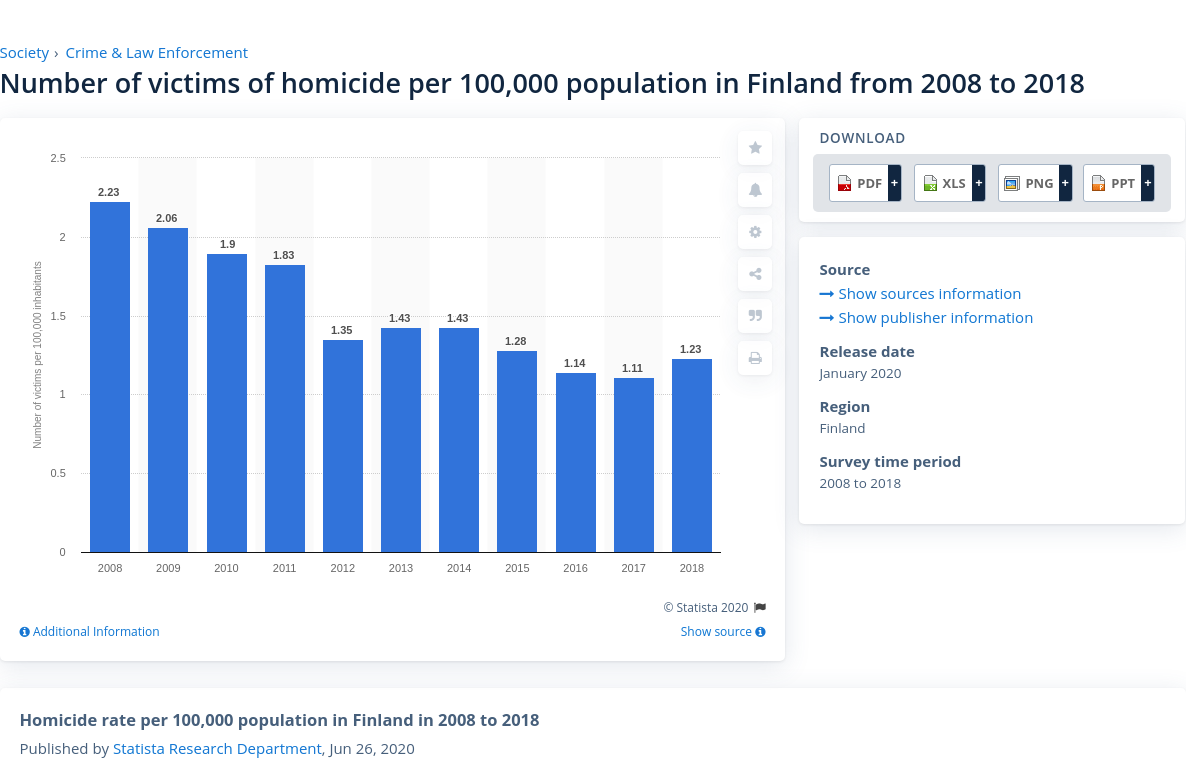 Society › Crime & Law Enforcement
Number of victims of homicide per 100,000 population in Finland from 2008 to 2018
Number of victims per 100,000 inhabitants
2.5
2
1.5
1
0.5
0
2.23
2.06
1.9
1.83
1.35
1.43
1.43
1.28
1.14
1.11
1.23
2008 2009 2010 2011 2012 2013 2014 2015 2016 2017 2018
© Statista 2020
Additional Information
Show source
DOWNLOAD
PDF + XLS + PNG + PPT +
Source
Show sources information
Show publisher information
Release date
January 2020
Region
Finland
Survey time period
2008 to 2018
Homicide rate per 100,000 population in Finland in 2008 to 2018
Published by Statista Research Department, Jun 26, 2020